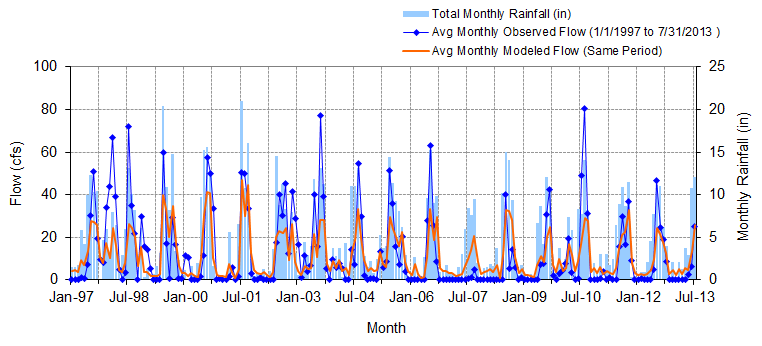 Total Monthly Rainfall (in)
Avg Monthly Observed Flow (1/1/1997 to 7/31/2013 )
Avg Monthly Modeled Flow (Same Period)
100
80
60
40
20
0
Flow (cfs)
25
20
15
10
5
0
Monthly Rainfall (in)
Jan-97 Jul-98 Jan-00 Jul-01 Jan-03 Jul-04 Jan-06 Jul-07 Jan-09 Jul-10 Jan-12 Jul-13
Month